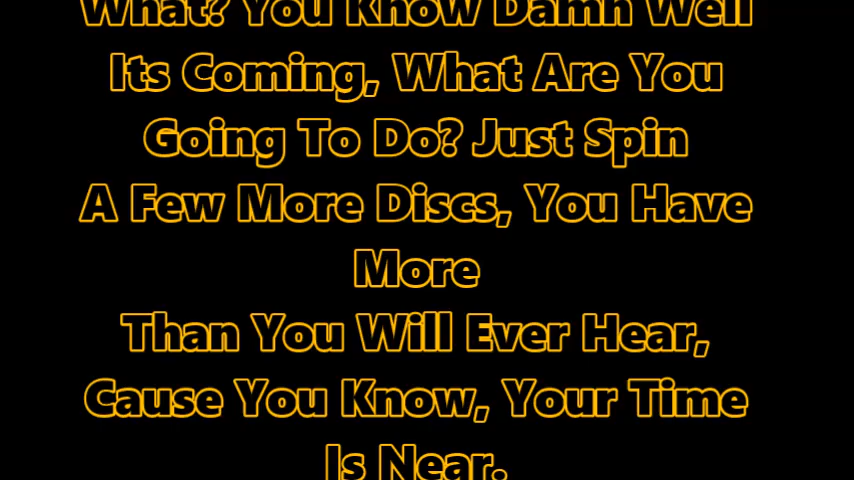 What? You Know Damn Well
Its Coming, What Are You
Going To Do? Just Spin
A Few More Discs, You Have
More
Than You Will Ever Hear,
Cause You Know, Your Time
Is Near.